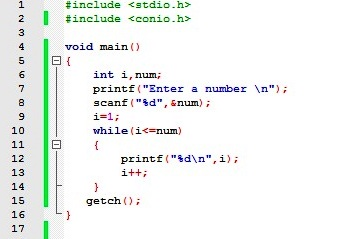 1 #include <stdio.h>
2 #include <conio.h>
3
4 void main()
5 {
6 int i,num;
7 printf("Enter a number \n");
8 scanf("%d",&num);
9 i=1;
10 while(i<=num)
11 {
12 printf("%d\n",i);
13 i++;
14 }
15 getch();
16 }
17